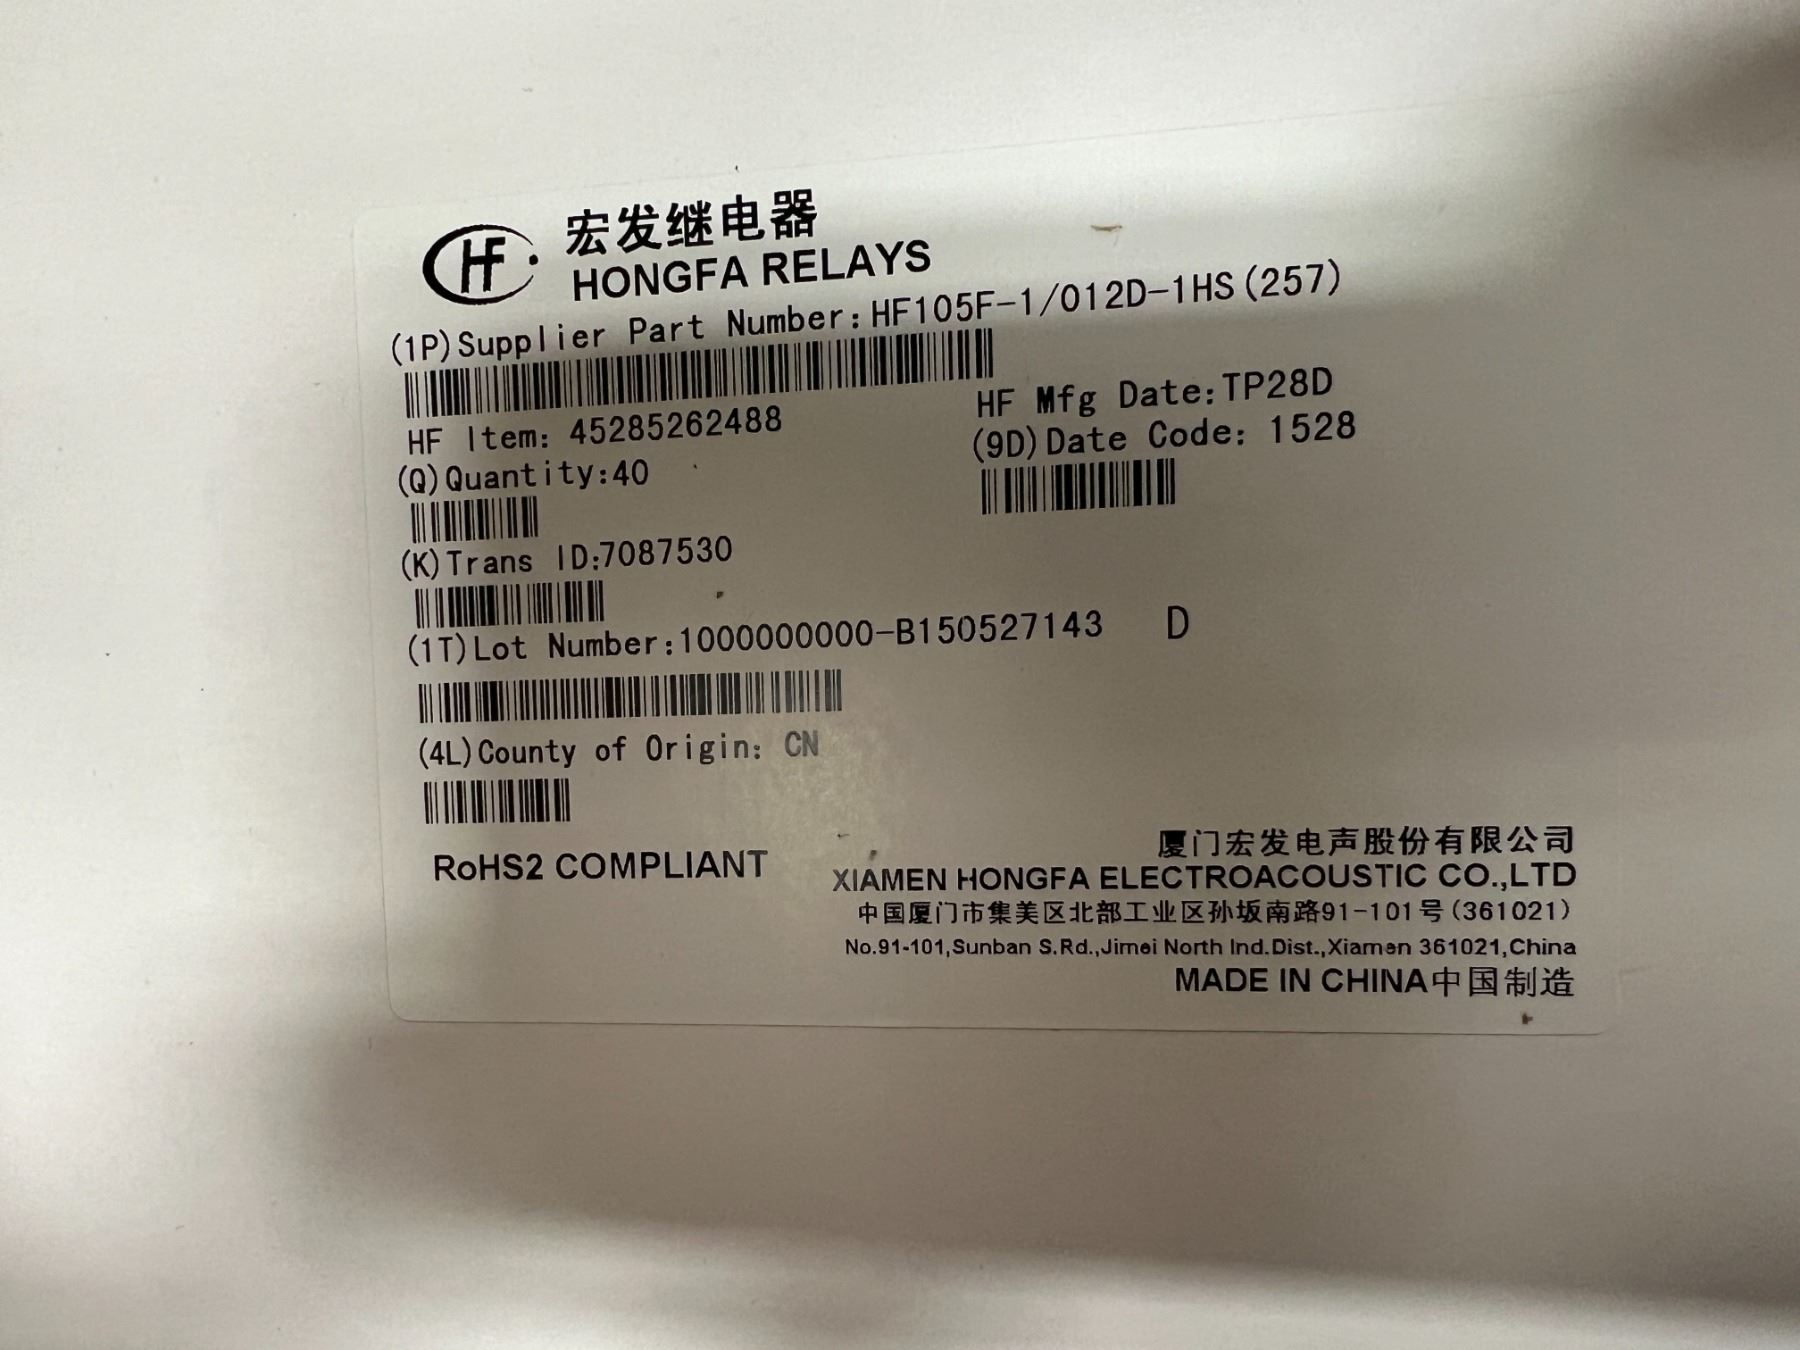 HF 宏发继电器
HONGFA RELAYS
(1P)Supplier Part Number:HF105F-1/012D-1HS(257)
HF Item: 45285262488
HF Mfg Date:TP28D
(Q)Quantity:40
(9D)Date Code: 1528
(K)Trans ID:7087530
(1T)Lot Number:1000000000-B150527143 D
(4L)County of Origin: CN
RoHS2 COMPLIANT
厦门宏发电声股份有限公司
XIAMEN HONGFA ELECTROACOUSTIC CO.,LTD
中国厦门市集美区北部工业区孙坂南路91-101号(361021)
No.91-101,Sunban S.Rd.,Jimei North Ind.Dist.,Xiamen 361021,China
MADE IN CHINA中国制造